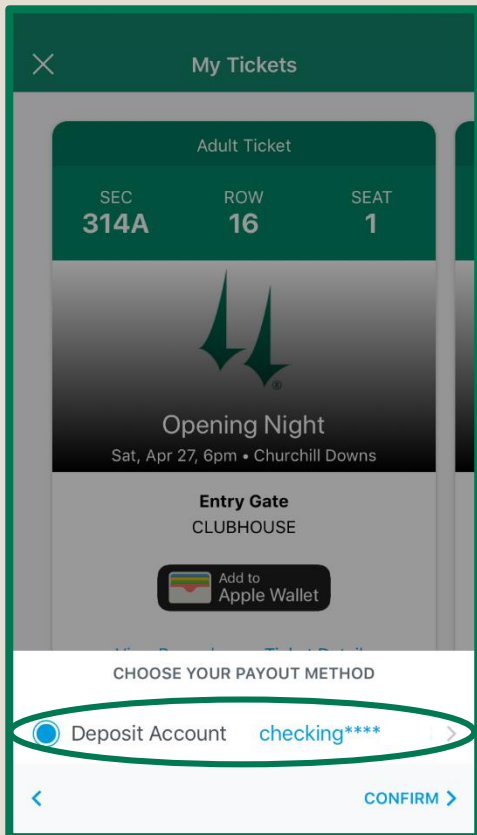 My Tickets
Adult Ticket
SEC ROW SEAT
314A 16 1
®
Opening Night
Sat, Apr 27, 6pm • Churchill Downs
Entry Gate
CLUBHOUSE
Add to
Apple Wallet
CHOOSE YOUR PAYOUT METHOD
Deposit Account checking****
CONFIRM